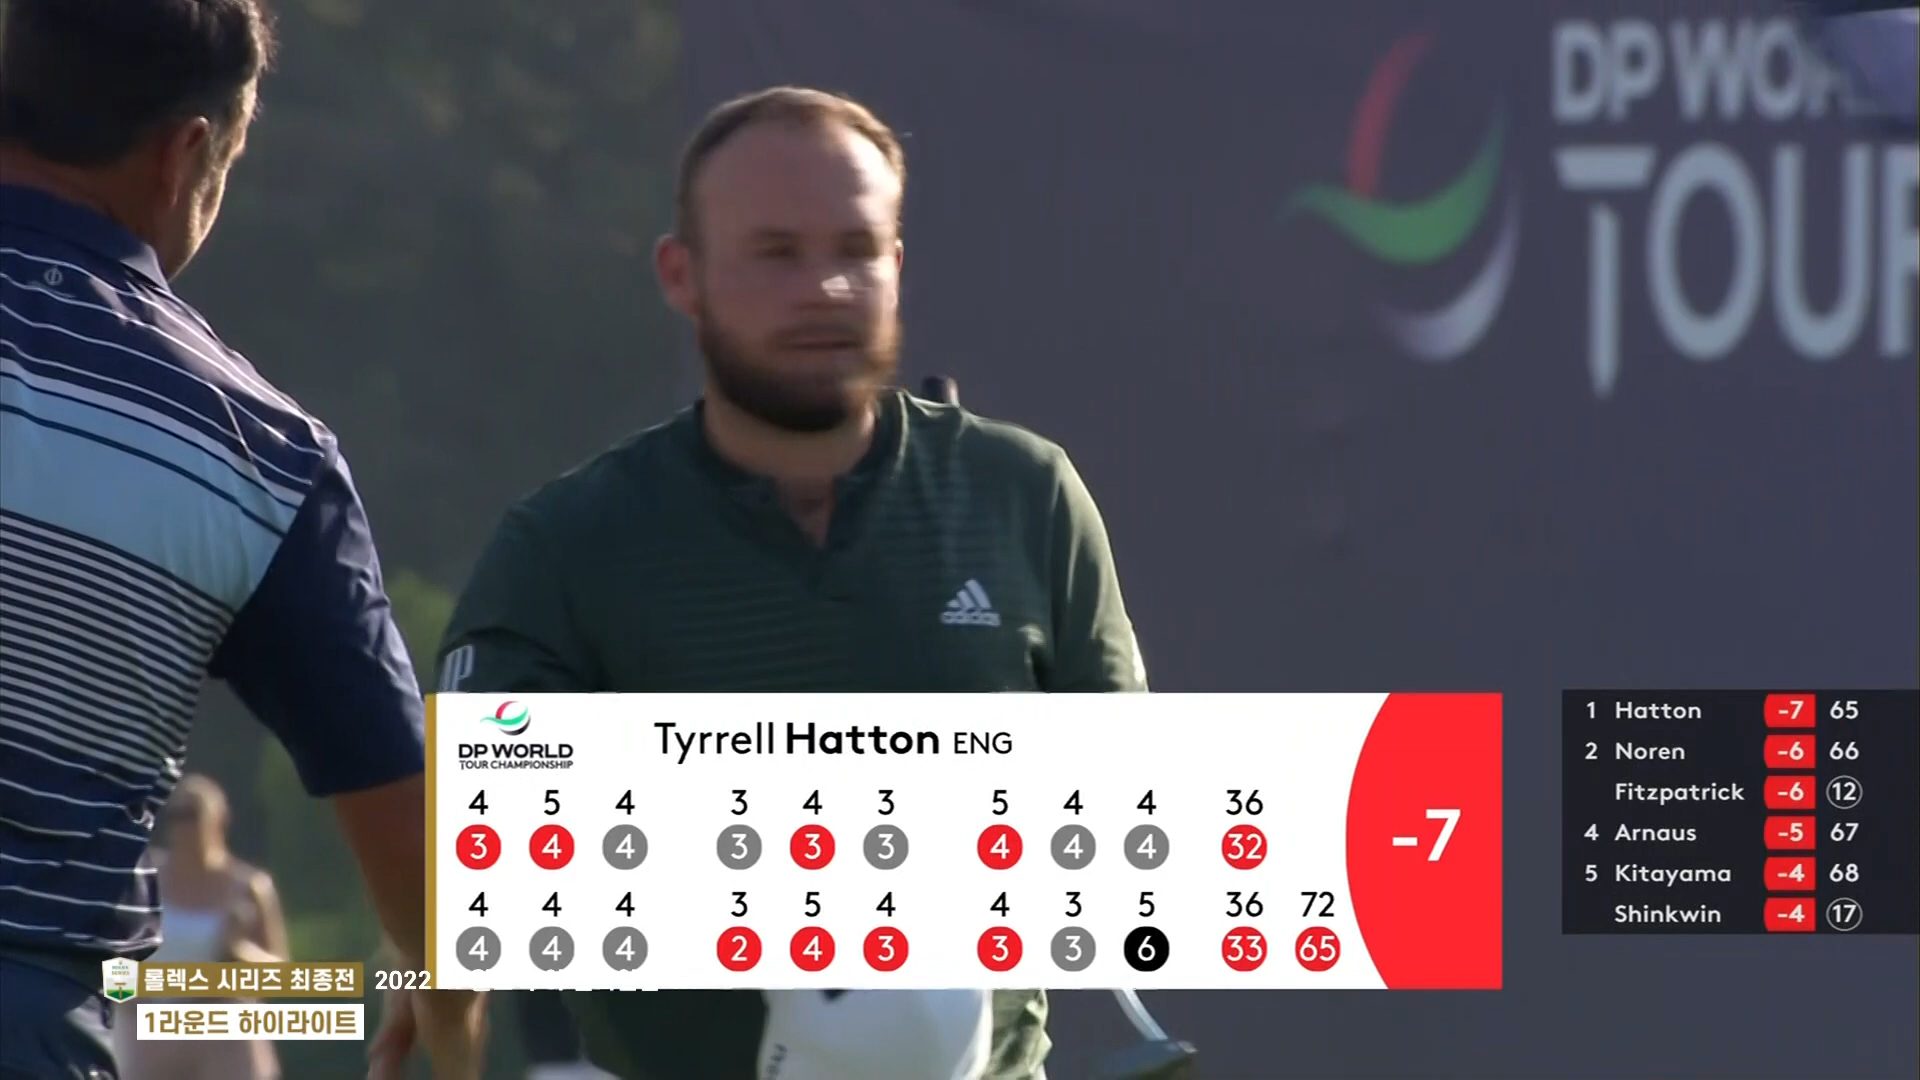 DP WOR
TOUR
adidas
DP WORLD
TOUR CHAMPIONSHIP
Tyrrell Hatton ENG
4 5 4 3 4 3 5 4 4 36
3 4 4 3 3 3 4 4 4 32
4 4 4 3 5 4 4 3 5 36 72
4 4 4 2 4 3 3 3 6 33 65
-7
1 Hatton -7 65
2 Noren -6 66
Fitzpatrick -6 12
4 Arnaus -5 67
5 Kitayama -4 68
Shinkwin -4 17
롤렉스 시리즈 최종전 2022
1라운드 하이라이트